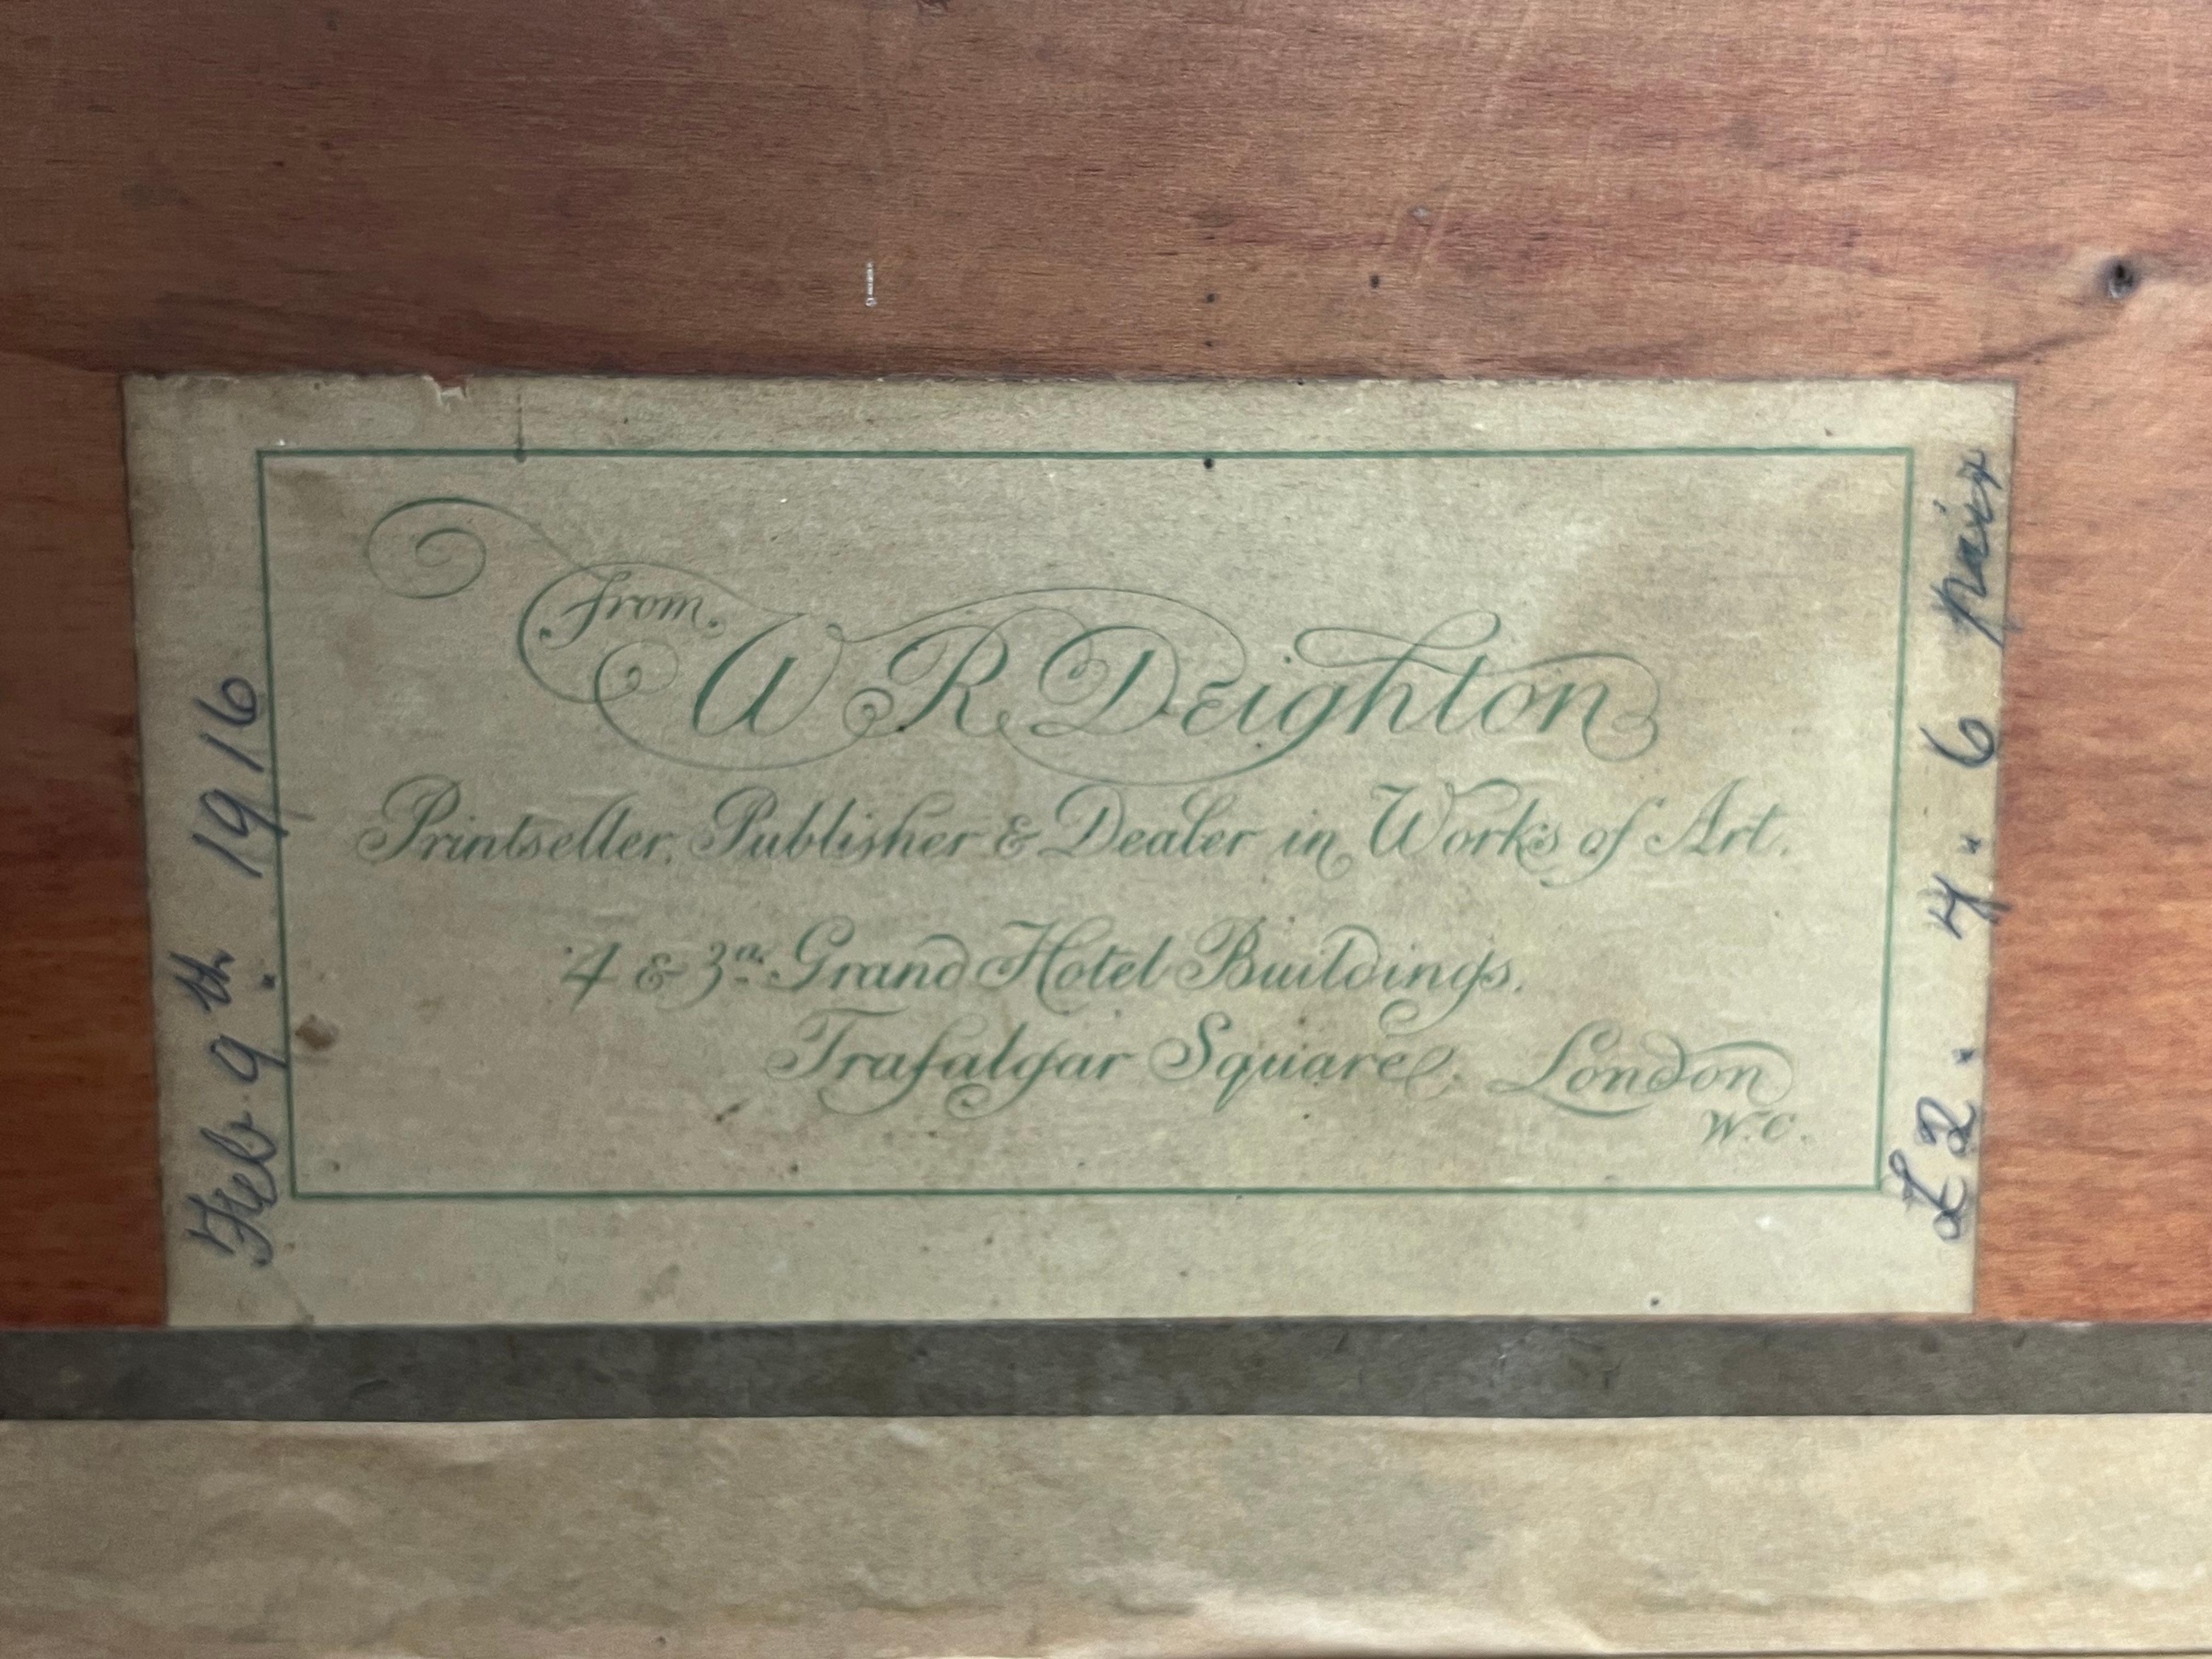 From
W R Deighton
Printseller, Publisher & Dealer in Works of Art.
4 & 3a. Grand Hotel Buildings.
Trafalgar Square. London
W.C.
Feb. 9th 1916
£2. 4. 6 pair